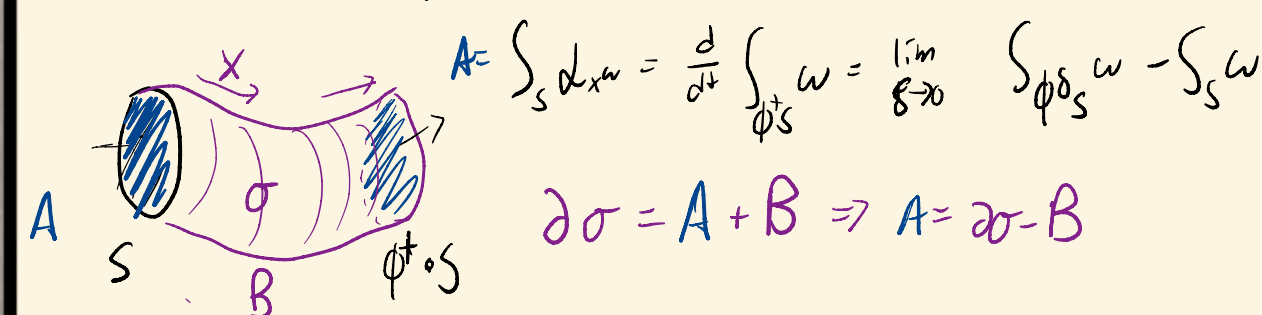 A = ∫_S ℒ_X ω = d/dt ∫_{ϕ^t S} ω = lim_{δ→0} ∫_{ϕ^δ S} ω − ∫_S ω
X
σ
∂σ = A + B ⇒ A = ∂σ − B
A
S
B
ϕ^t ∘ S